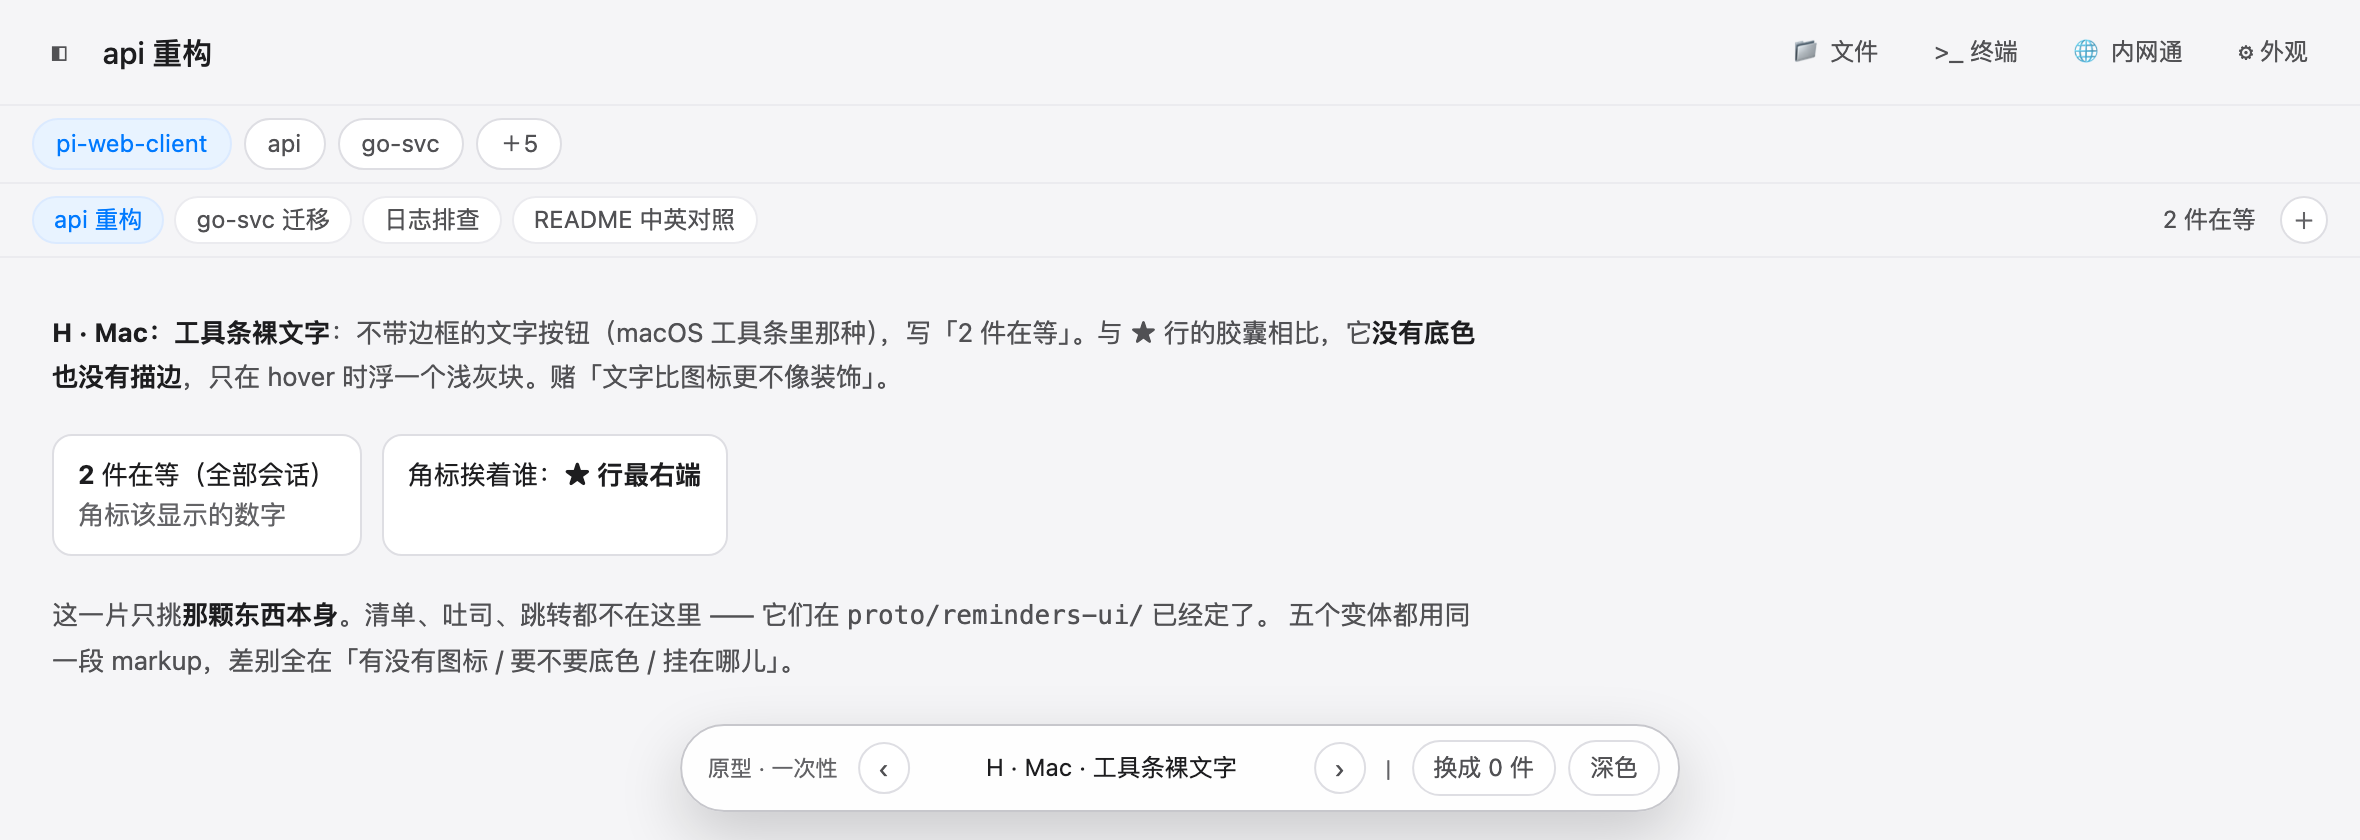 api 重构
文件 >_ 终端 内网通 外观
pi-web-client api go-svc +5
api 重构 go-svc 迁移 日志排查 README 中英对照 2 件在等 +
H · Mac：工具条裸文字：不带边框的文字按钮（macOS 工具条里那种），写「2 件在等」。与 ★ 行的胶囊相比，它没有底色
也没有描边，只在 hover 时浮一个浅灰块。赌「文字比图标更不像装饰」。
2 件在等（全部会话）
角标该显示的数字
角标挨着谁：★ 行最右端
这一片只挑那颗东西本身。清单、吐司、跳转都不在这里 —— 它们在 proto/reminders-ui/ 已经定了。 五个变体都用同
一段 markup，差别全在「有没有图标 / 要不要底色 / 挂在哪儿」。
原型 · 一次性 ‹ H · Mac · 工具条裸文字 › | 换成 0 件 深色